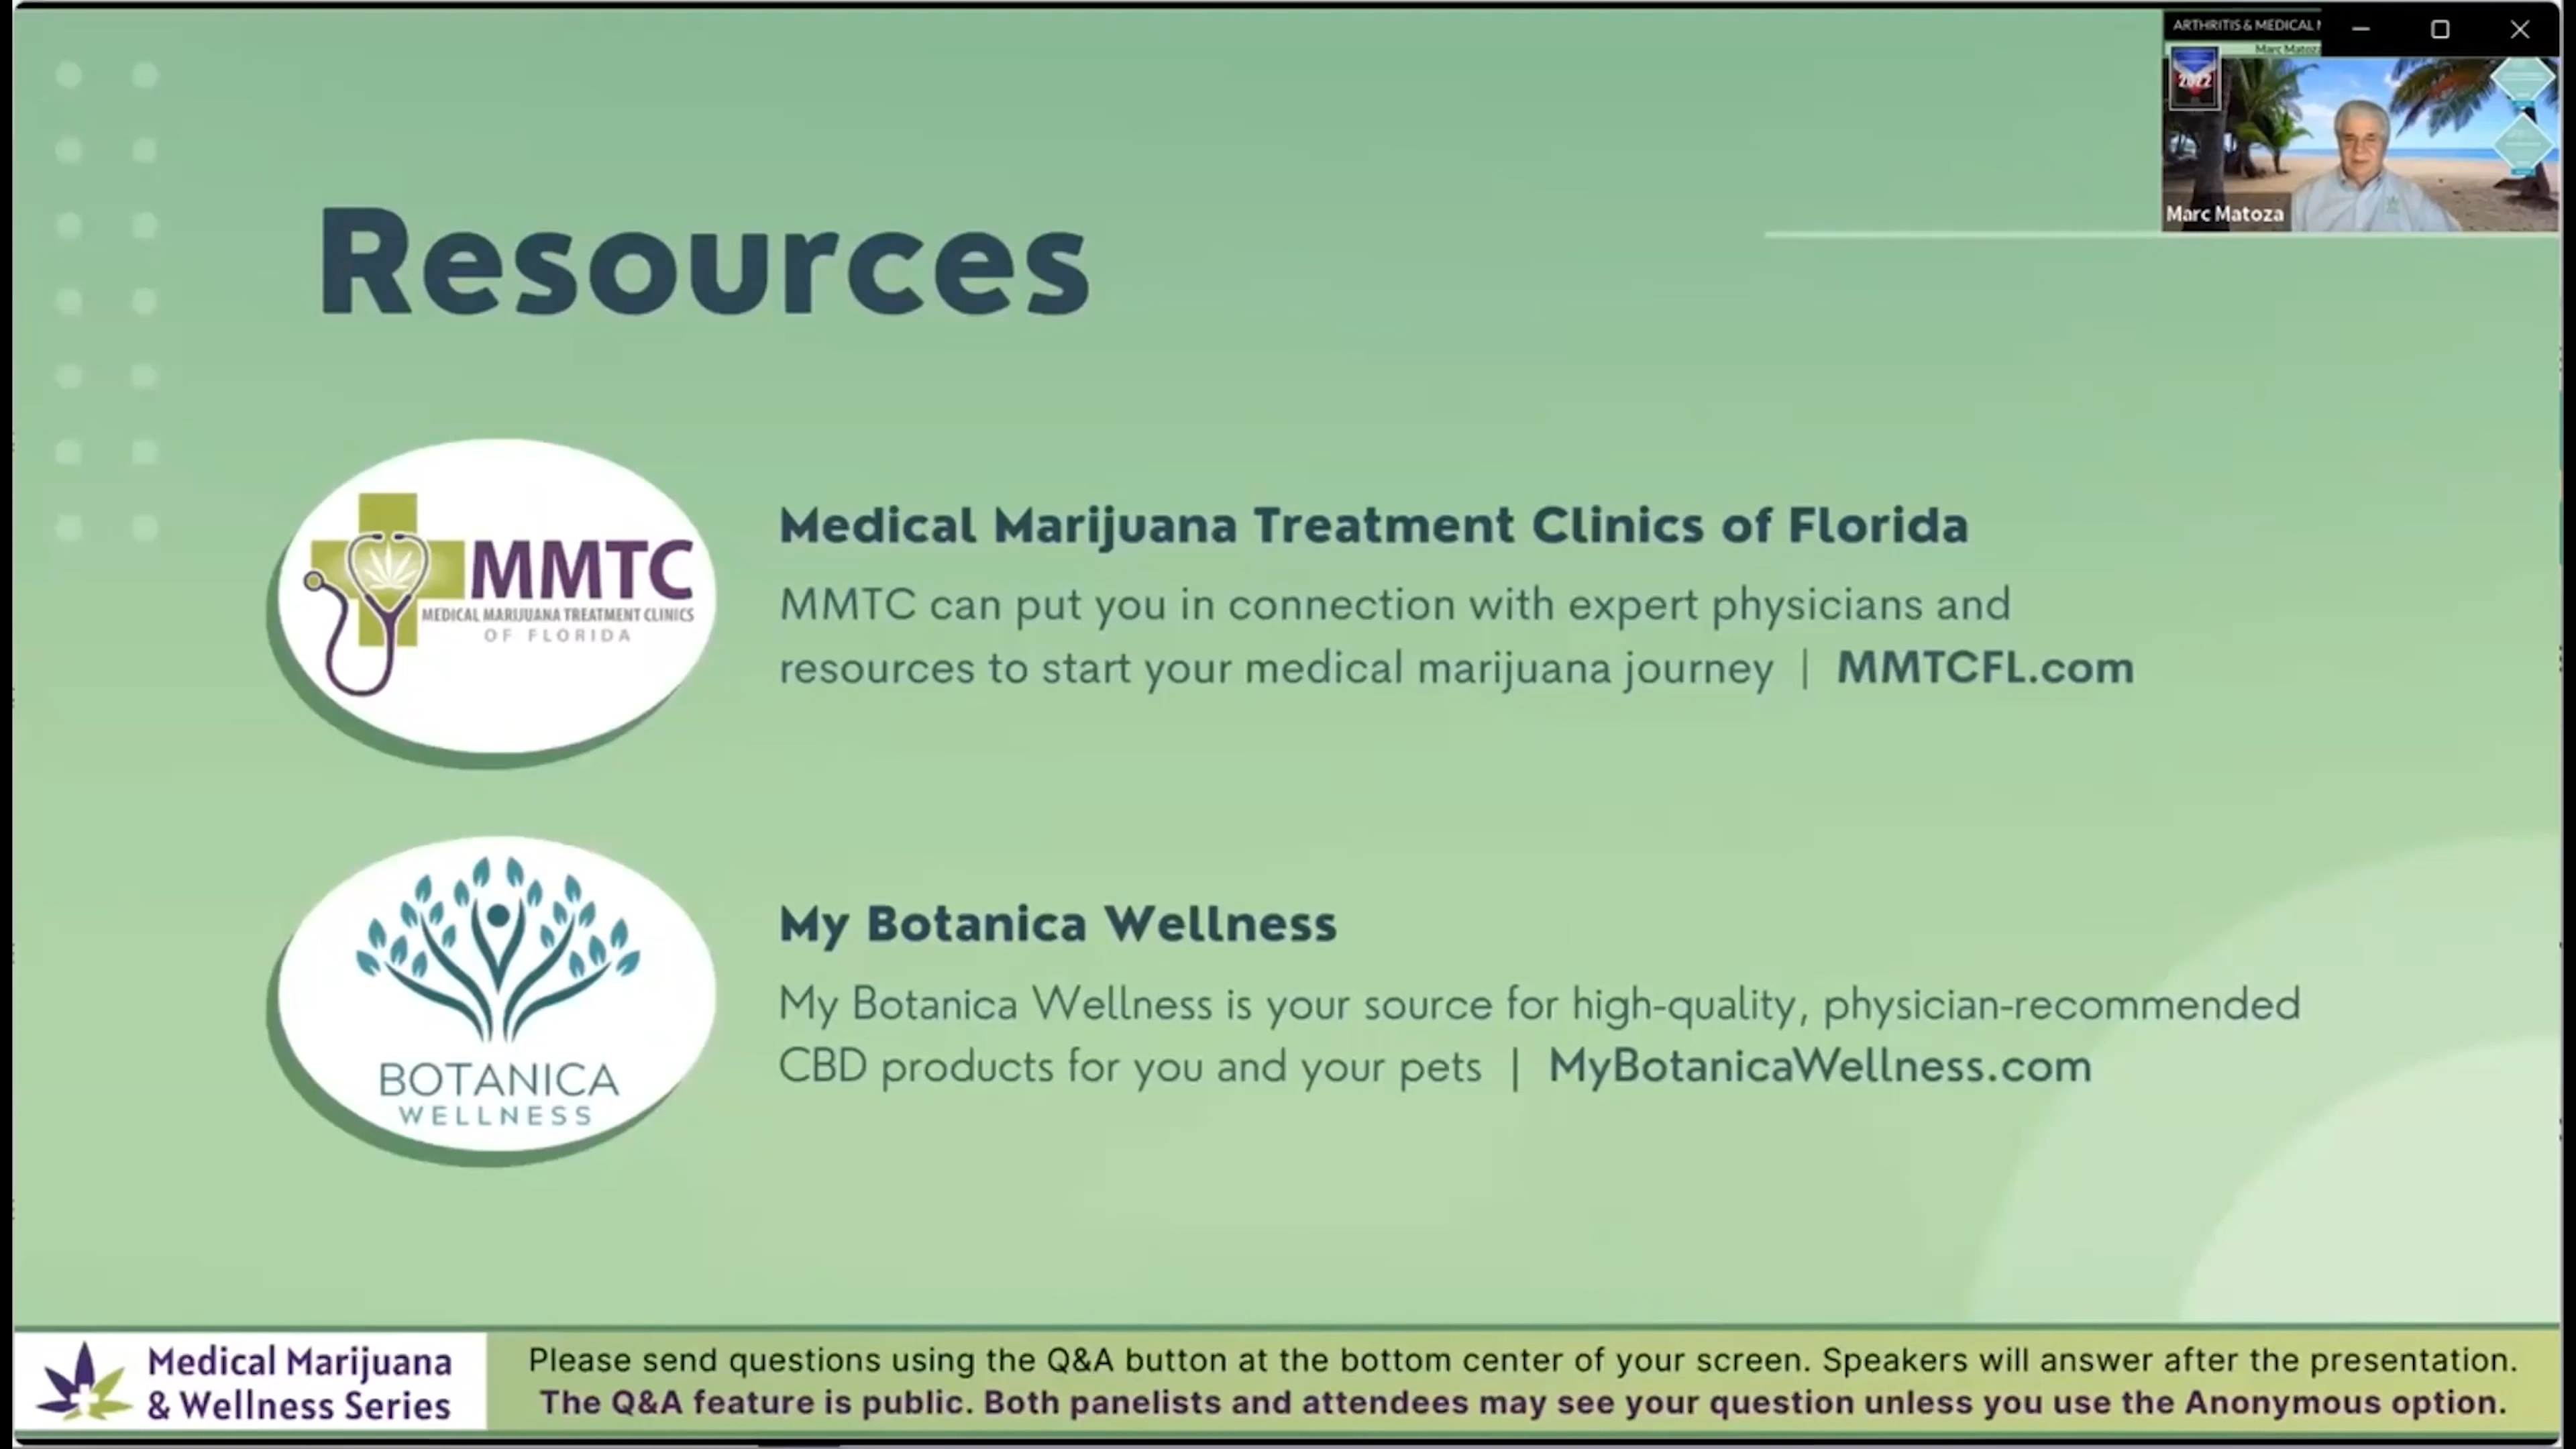 ARTHRITIS & MEDICAL
Marc Matoza
2022
Marc Matoza
Resources
MMTC
MEDICAL MARIJUANA TREATMENT CLINICS
OF FLORIDA
Medical Marijuana Treatment Clinics of Florida
MMTC can put you in connection with expert physicians and
resources to start your medical marijuana journey | MMTCFL.com
BOTANICA
WELLNESS
My Botanica Wellness
My Botanica Wellness is your source for high-quality, physician-recommended
CBD products for you and your pets | MyBotanicaWellness.com
Medical Marijuana
& Wellness Series
Please send questions using the Q&A button at the bottom center of your screen. Speakers will answer after the presentation.
The Q&A feature is public. Both panelists and attendees may see your question unless you use the Anonymous option.